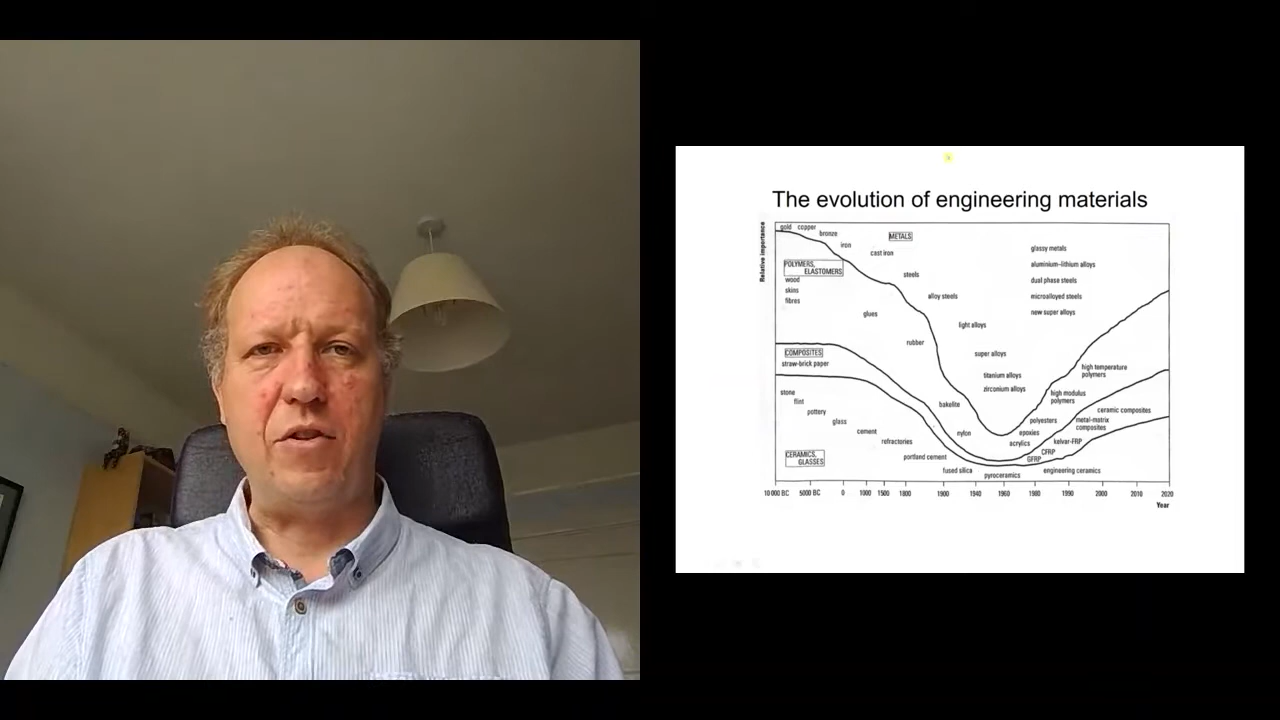 The evolution of engineering materials
Relative importance
gold copper
bronze
iron
METALS
cast iron
steels
alloy steels
light alloys
super alloys
titanium alloys
zirconium alloys
glassy metals
aluminium–lithium alloys
dual phase steels
microalloyed steels
new super alloys
POLYMERS,
ELASTOMERS
wood
skins
fibres
glues
rubber
bakelite
nylon
acrylics
epoxies
polyesters
high modulus
polymers
high temperature
polymers
COMPOSITES
straw-brick paper
GFRP
CFRP
kelvar-FRP
metal-matrix
composites
ceramic composites
stone
flint
pottery
glass
cement
refractories
portland cement
fused silica
pyroceramics
engineering ceramics
CERAMICS,
GLASSES
10 000 BC 5000 BC 0 1000 1500 1800 1900 1940 1960 1980 1990 2000 2010 2020
Year